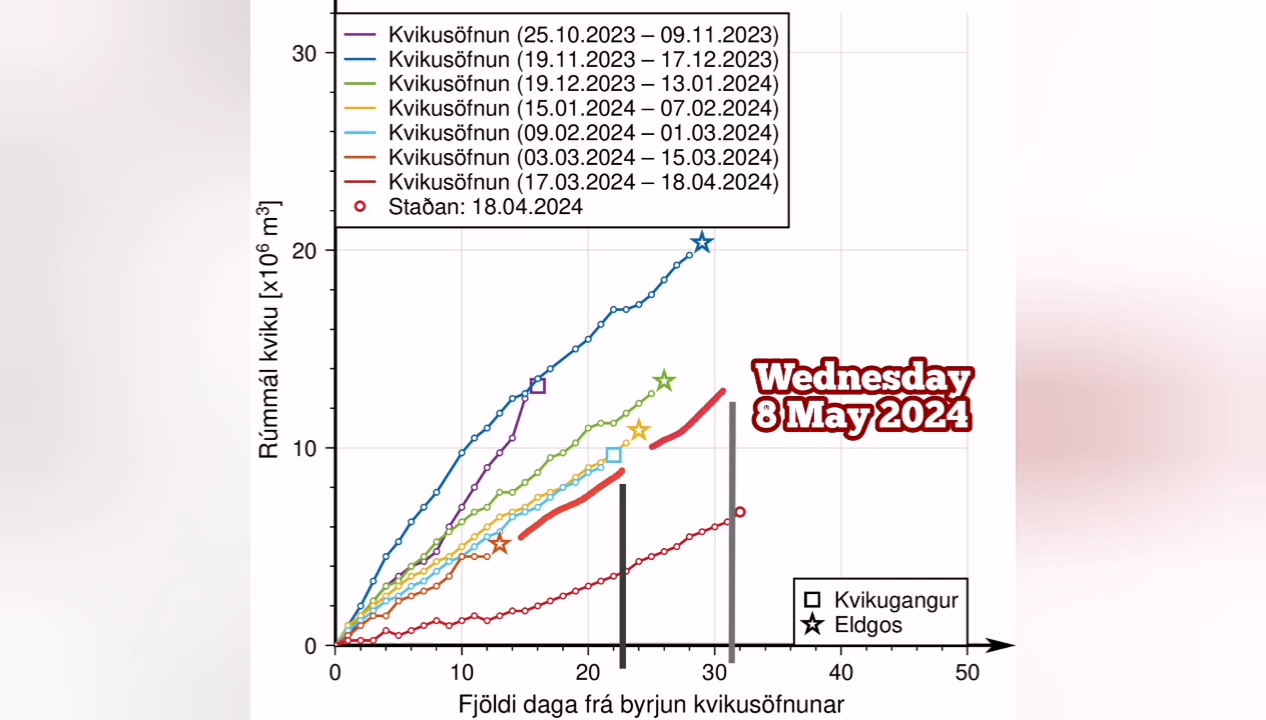 Kvikusöfnun (25.10.2023 – 09.11.2023)
Kvikusöfnun (19.11.2023 – 17.12.2023)
Kvikusöfnun (19.12.2023 – 13.01.2024)
Kvikusöfnun (15.01.2024 – 07.02.2024)
Kvikusöfnun (09.02.2024 – 01.03.2024)
Kvikusöfnun (03.03.2024 – 15.03.2024)
Kvikusöfnun (17.03.2024 – 18.04.2024)
Staðan: 18.04.2024
Rúmmál kviku [x10⁶ m³]
30
20
10
0
Wednesday
8 May 2024
Kvikugangur
Eldgos
0 10 20 30 40 50
Fjöldi daga frá byrjun kvikusöfnunar